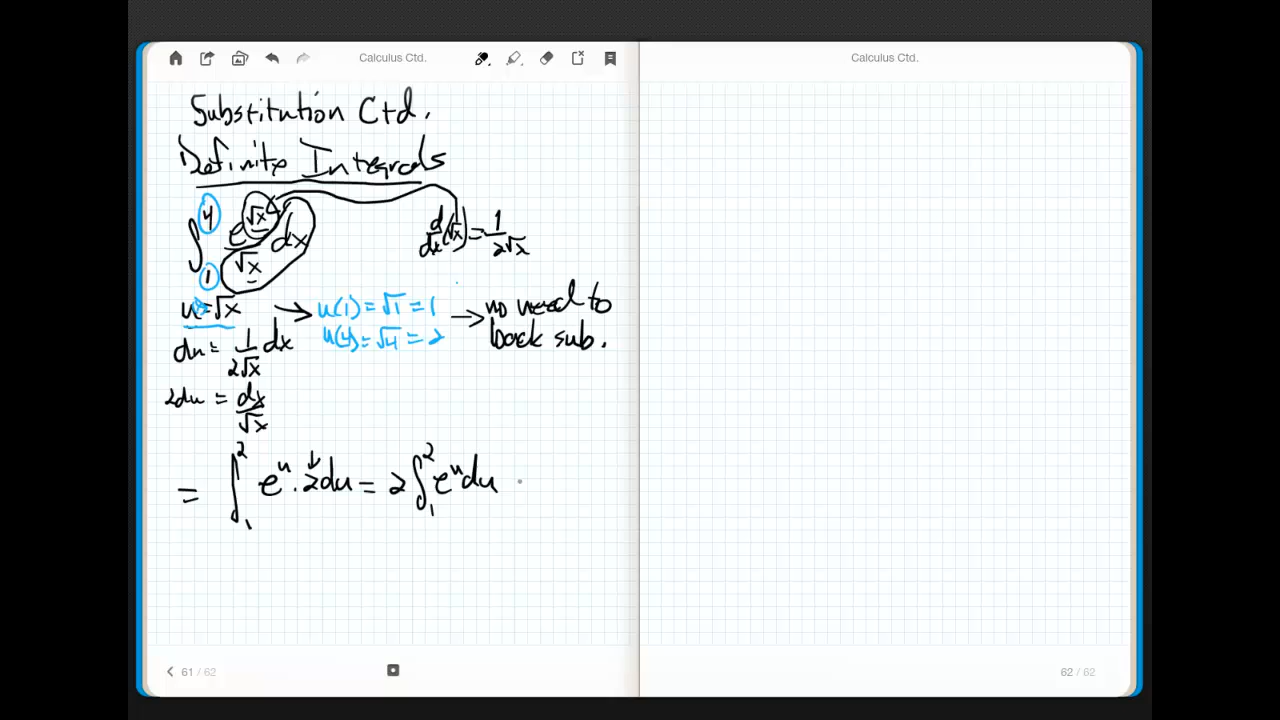 Calculus Ctd.
Calculus Ctd.
Substitution Ctd.
Definite Integrals
∫₁⁴ e^√x/√x dx
d/dx(√x) = 1/2√x
u = √x → u(1) = √1 = 1 → no need to
u(4) = √4 = 2 back sub.
du = 1/2√x dx
2du = dx/√x
= ∫₁² e^u · 2du = 2 ∫₁² e^u du
61 / 62
62 / 62